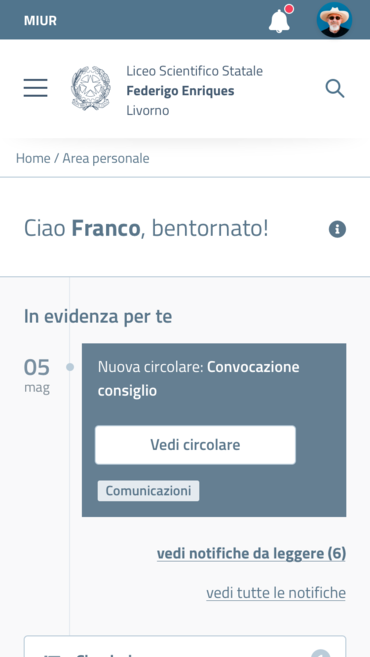 MIUR
Liceo Scientifico Statale
Federigo Enriques
Livorno
Home / Area personale
Ciao Franco, bentornato!
In evidenza per te
05
mag
Nuova circolare: Convocazione
consiglio
Vedi circolare
Comunicazioni
vedi notifiche da leggere (6)
vedi tutte le notifiche